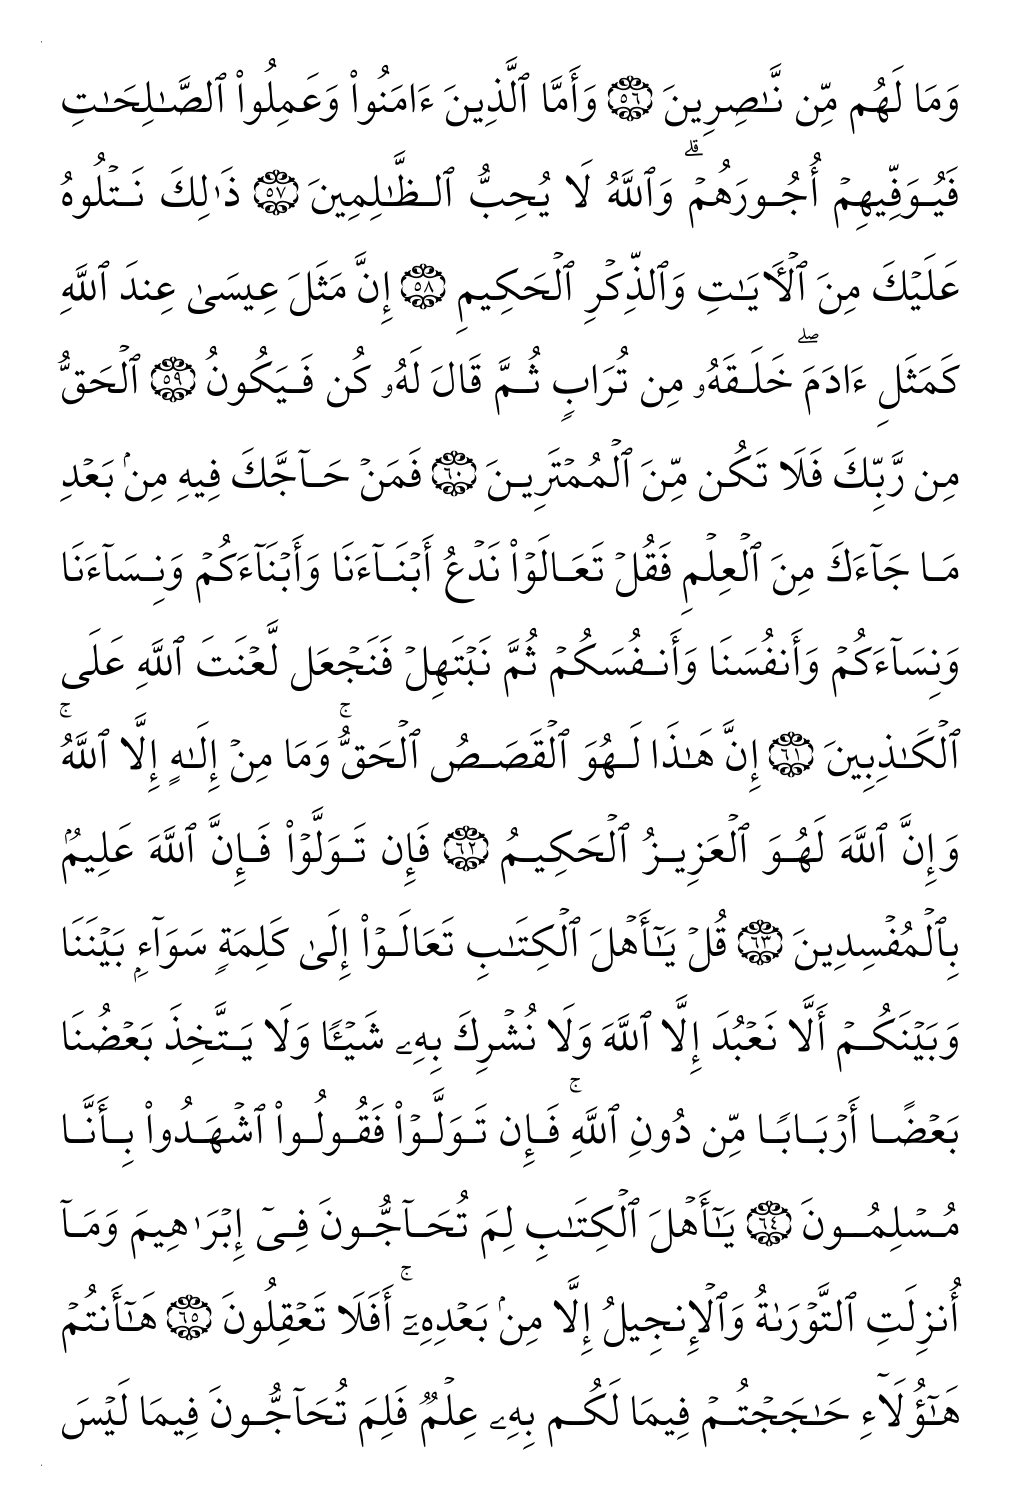 وَمَا لَهُم مِّن نَّـٰصِرِينَ ٥٦ وَأَمَّا ٱلَّذِينَ ءَامَنُوا۟ وَعَمِلُوا۟ ٱلصَّـٰلِحَـٰتِ
فَيُوَفِّيهِمْ أُجُورَهُمْ ۗ وَٱللَّهُ لَا يُحِبُّ ٱلظَّـٰلِمِينَ ٥٧ ذَٰلِكَ نَتْلُوهُ
عَلَيْكَ مِنَ ٱلْـَٔايَـٰتِ وَٱلذِّكْرِ ٱلْحَكِيمِ ٥٨ إِنَّ مَثَلَ عِيسَىٰ عِندَ ٱللَّهِ
كَمَثَلِ ءَادَمَ ۖ خَلَقَهُۥ مِن تُرَابٍ ثُمَّ قَالَ لَهُۥ كُن فَيَكُونُ ٥٩ ٱلْحَقُّ
مِن رَّبِّكَ فَلَا تَكُن مِّنَ ٱلْمُمْتَرِينَ ٦٠ فَمَنْ حَآجَّكَ فِيهِ مِنۢ بَعْدِ
مَا جَآءَكَ مِنَ ٱلْعِلْمِ فَقُلْ تَعَالَوْا۟ نَدْعُ أَبْنَآءَنَا وَأَبْنَآءَكُمْ وَنِسَآءَنَا
وَنِسَآءَكُمْ وَأَنفُسَنَا وَأَنفُسَكُمْ ثُمَّ نَبْتَهِلْ فَنَجْعَل لَّعْنَتَ ٱللَّهِ عَلَى
ٱلْكَـٰذِبِينَ ٦١ إِنَّ هَـٰذَا لَهُوَ ٱلْقَصَصُ ٱلْحَقُّ ۚ وَمَا مِنْ إِلَـٰهٍ إِلَّا ٱللَّهُ ۚ
وَإِنَّ ٱللَّهَ لَهُوَ ٱلْعَزِيزُ ٱلْحَكِيمُ ٦٢ فَإِن تَوَلَّوْا۟ فَإِنَّ ٱللَّهَ عَلِيمٌۢ
بِٱلْمُفْسِدِينَ ٦٣ قُلْ يَـٰٓأَهْلَ ٱلْكِتَـٰبِ تَعَالَوْا۟ إِلَىٰ كَلِمَةٍ سَوَآءٍۭ بَيْنَنَا
وَبَيْنَكُمْ أَلَّا نَعْبُدَ إِلَّا ٱللَّهَ وَلَا نُشْرِكَ بِهِۦ شَيْـًٔا وَلَا يَتَّخِذَ بَعْضُنَا
بَعْضًا أَرْبَابًا مِّن دُونِ ٱللَّهِ ۚ فَإِن تَوَلَّوْا۟ فَقُولُوا۟ ٱشْهَدُوا۟ بِأَنَّا
مُسْلِمُونَ ٦٤ يَـٰٓأَهْلَ ٱلْكِتَـٰبِ لِمَ تُحَآجُّونَ فِىٓ إِبْرَٰهِيمَ وَمَآ
أُنزِلَتِ ٱلتَّوْرَىٰةُ وَٱلْإِنجِيلُ إِلَّا مِنۢ بَعْدِهِۦٓ ۚ أَفَلَا تَعْقِلُونَ ٦٥ هَـٰٓأَنتُمْ
هَـٰٓؤُلَآءِ حَـٰجَجْتُمْ فِيمَا لَكُم بِهِۦ عِلْمٌ فَلِمَ تُحَآجُّونَ فِيمَا لَيْسَ